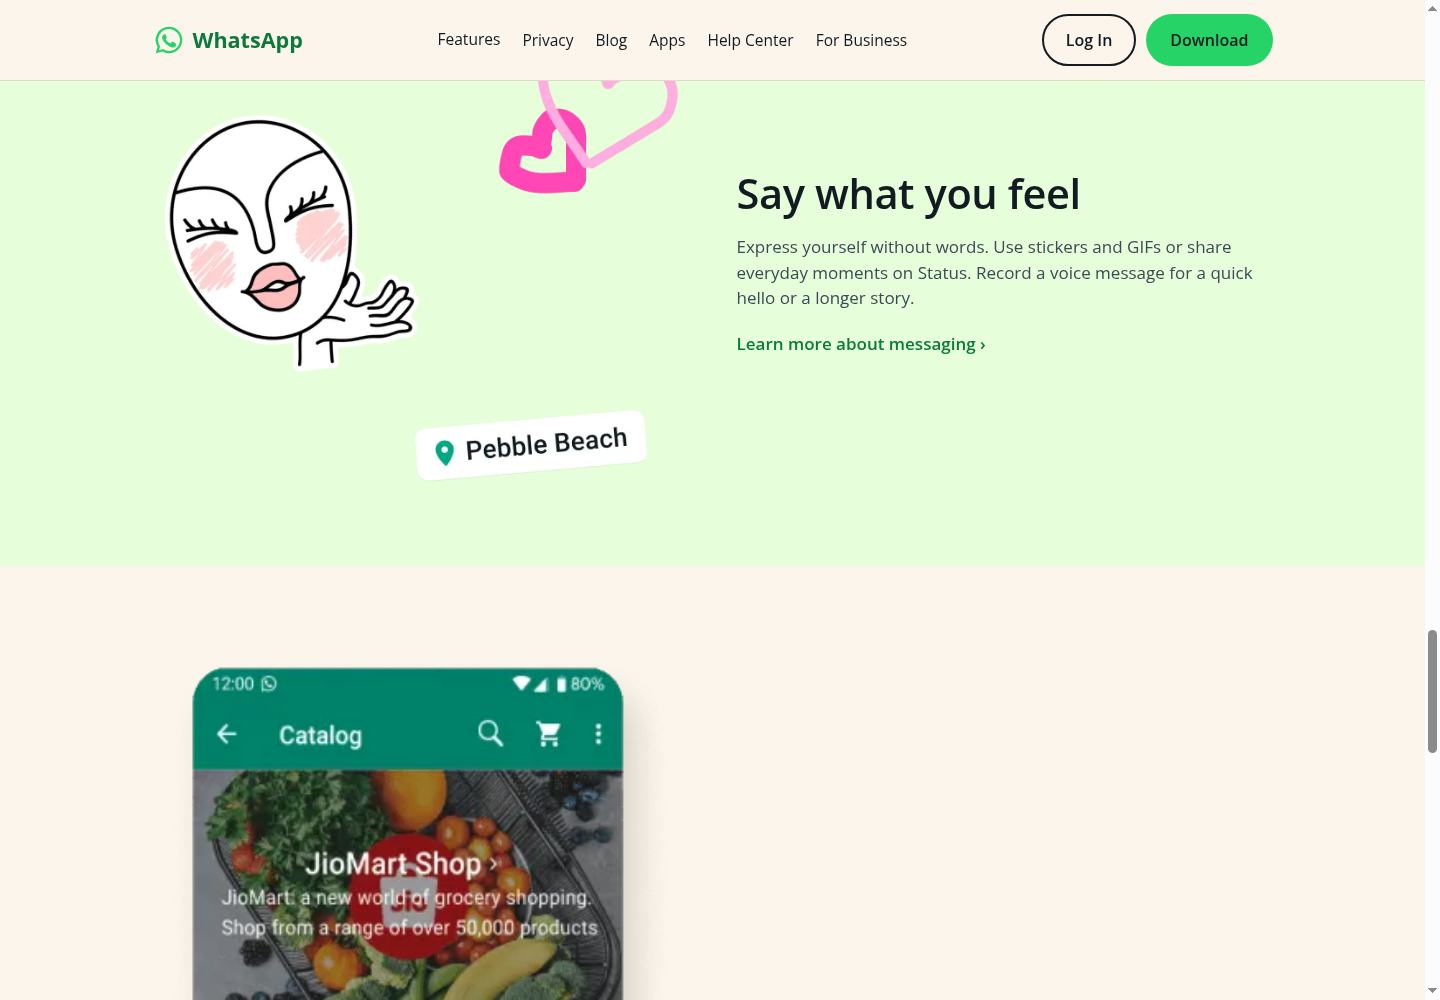 WhatsApp
Features
Privacy
Blog
Apps
Help Center
For Business
Log In
Download
Say what you feel
Express yourself without words. Use stickers and GIFs or share
everyday moments on Status. Record a voice message for a quick
hello or a longer story.
Learn more about messaging ›
Pebble Beach
12:00
80%
Catalog
JioMart Shop ›
JioMart: a new world of grocery shopping.
Shop from a range of over 50,000 products
Jio